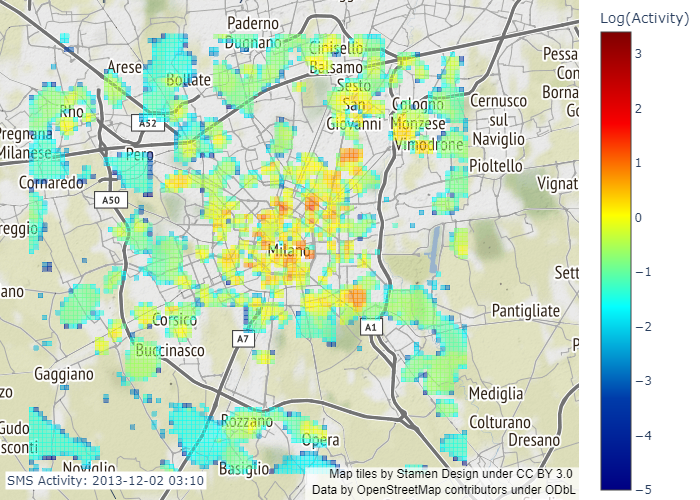 Log(Activity)
Paderno
Dugnano
Cinisello
Balsamo
Arese
Bollate
Sesto
San
Giovanni
Cologno
Monzese
Vimodrone
Cernusco
sul
Naviglio
Pioltello
Pessa
Con
Borna
Go
Rho
A52
Pregnana
Milanese
Pero
Cornaredo
A50
Vignat
reggio
Milano
Sett
ano
Pantigliate
Corsico
A7
A1
Buccinasco
P
Gaggiano
zzo
Mediglia
Rozzano
Colturano
Dresano
Gudo
sconti
Opera
Noviglio
Basiglio
SMS Activity: 2013-12-02 03:10
Map tiles by Stamen Design under CC BY 3.0
Data by OpenStreetMap contributors under ODbL
3
2
1
0
−1
−2
−3
−4
−5